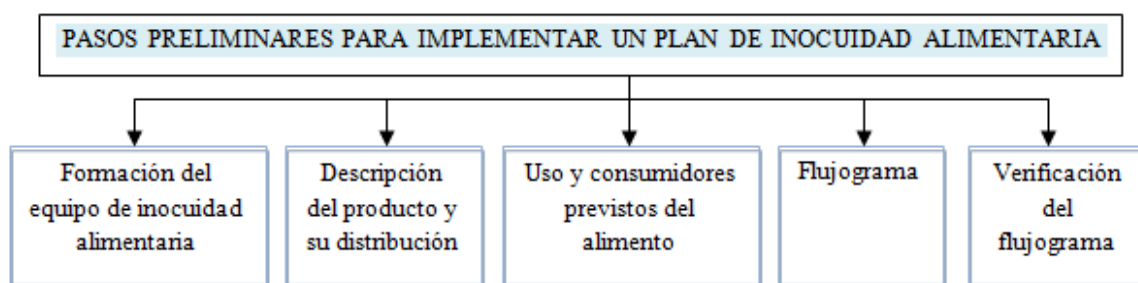 PASOS PRELIMINARES PARA IMPLEMENTAR UN PLAN DE INOCUIDAD ALIMENTARIA
Formación del
equipo de inocuidad
alimentaria
Descripción
del producto y
su distribución
Uso y consumidores
previstos del
alimento
Flujograma
Verificación
del
flujograma